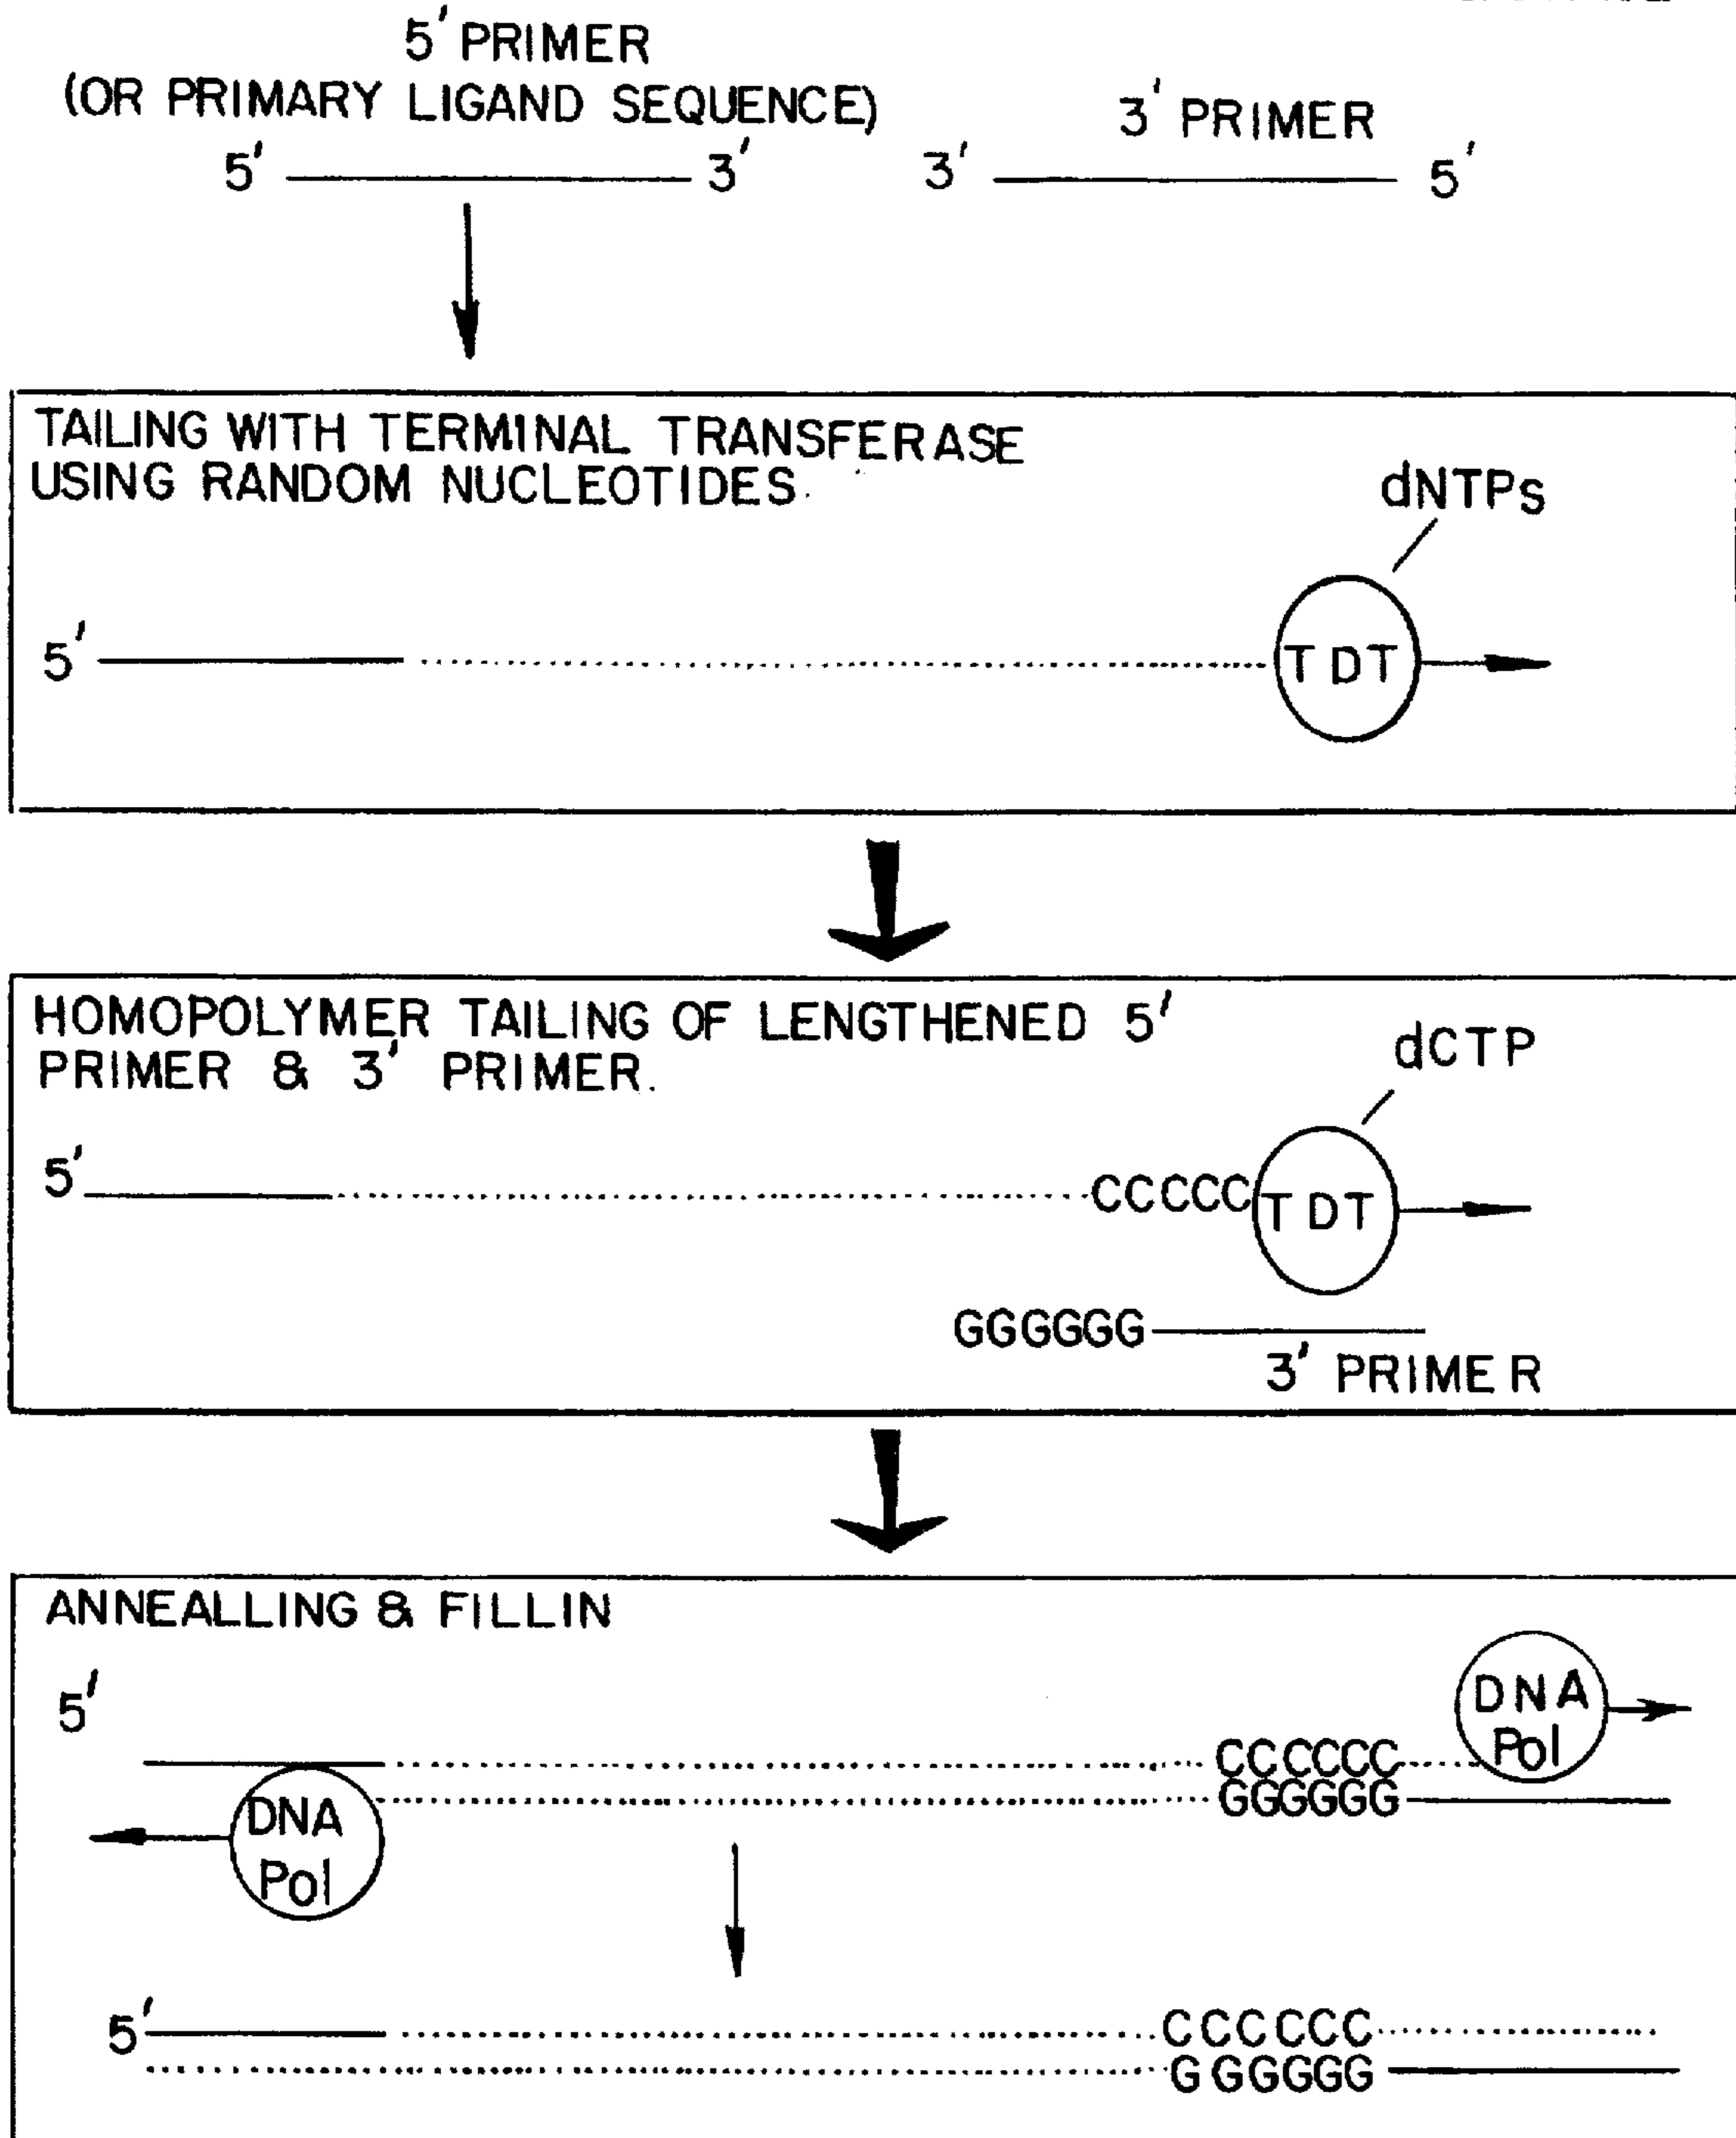 5' PRIMER
(OR PRIMARY LIGAND SEQUENCE)
3' PRIMER
5' 3' 3' 5'
TAILING WITH TERMINAL TRANSFERASE
USING RANDOM NUCLEOTIDES.
dNTPs
5' TDT
HOMOPOLYMER TAILING OF LENGTHENED 5'
PRIMER & 3' PRIMER.
dCTP
5' CCCCC TDT
GGGGGG
3' PRIMER
ANNEALLING & FILLIN
5'
DNA
Pol
CCCCCC
GGGGGG
DNA
Pol
5' CCCCCC
GGGGGG